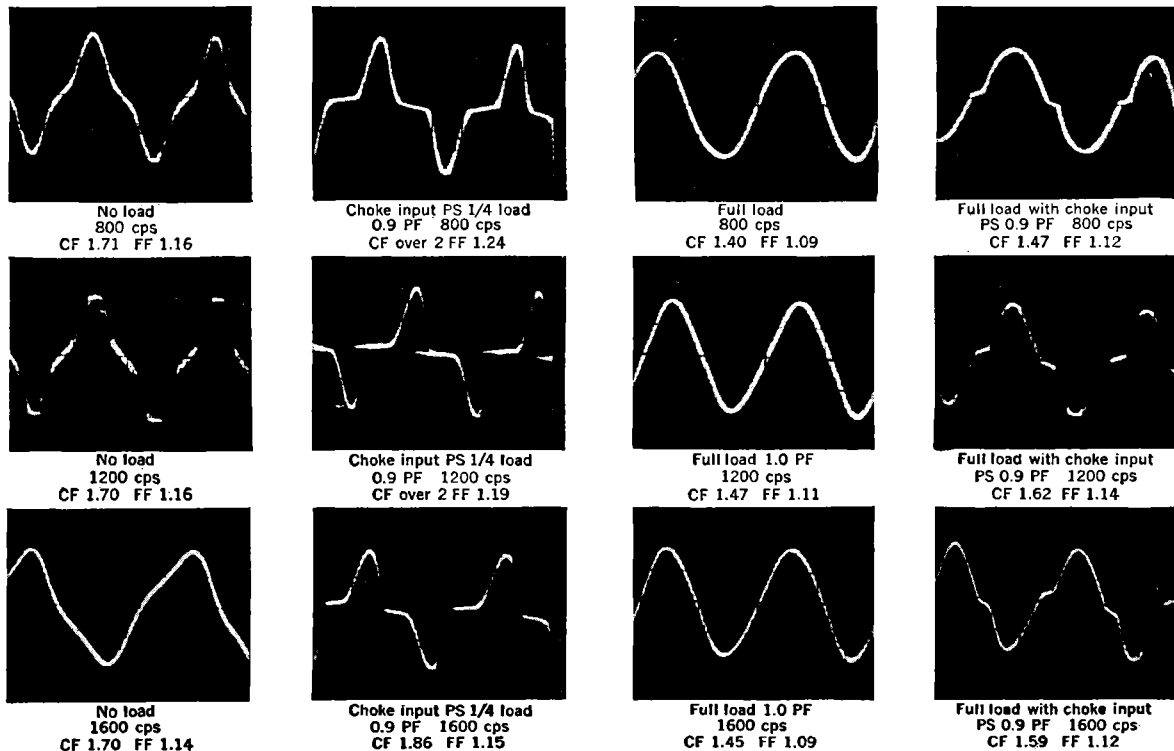 No load
800 cps
CF 1.71 FF 1.16
Choke input PS 1/4 load
0.9 PF 800 cps
CF over 2 FF 1.24
Full load
800 cps
CF 1.40 FF 1.09
Full load with choke input
PS 0.9 PF 800 cps
CF 1.47 FF 1.12
No load
1200 cps
CF 1.70 FF 1.16
Choke input PS 1/4 load
0.9 PF 1200 cps
CF over 2 FF 1.19
Full load 1.0 PF
1200 cps
CF 1.47 FF 1.11
Full load with choke input
PS 0.9 PF 1200 cps
CF 1.62 FF 1.14
No load
1600 cps
CF 1.70 FF 1.14
Choke input PS 1/4 load
0.9 PF 1600 cps
CF 1.86 FF 1.15
Full load 1.0 PF
1600 cps
CF 1.45 FF 1.09
Full load with choke input
PS 0.9 PF 1600 cps
CF 1.59 FF 1.12